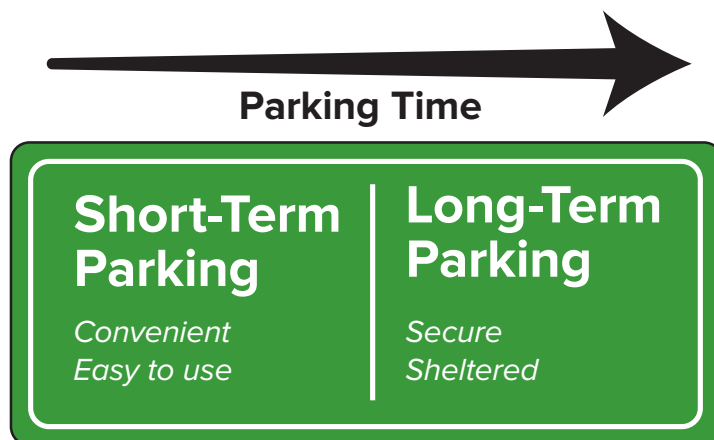 Parking Time
Short-Term
Parking
Convenient
Easy to use
Long-Term
Parking
Secure
Sheltered